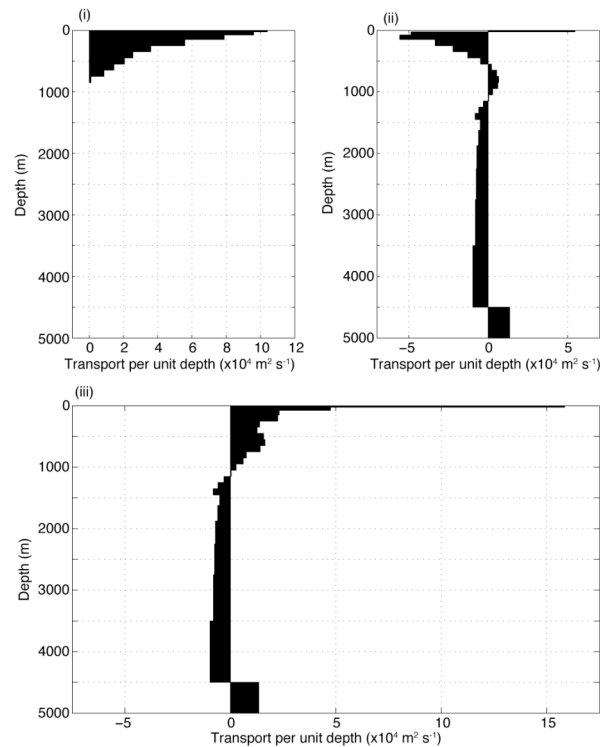 (i)
0
1000
2000
3000
4000
5000
Depth (m)
0 2 4 6 8 10 12
Transport per unit depth (x10⁴ m² s⁻¹)
(ii)
0
1000
2000
3000
4000
5000
Depth (m)
−5 0 5
Transport per unit depth (x10⁴ m² s⁻¹)
(iii)
0
1000
2000
3000
4000
5000
Depth (m)
−5 0 5 10 15
Transport per unit depth (x10⁴ m² s⁻¹)